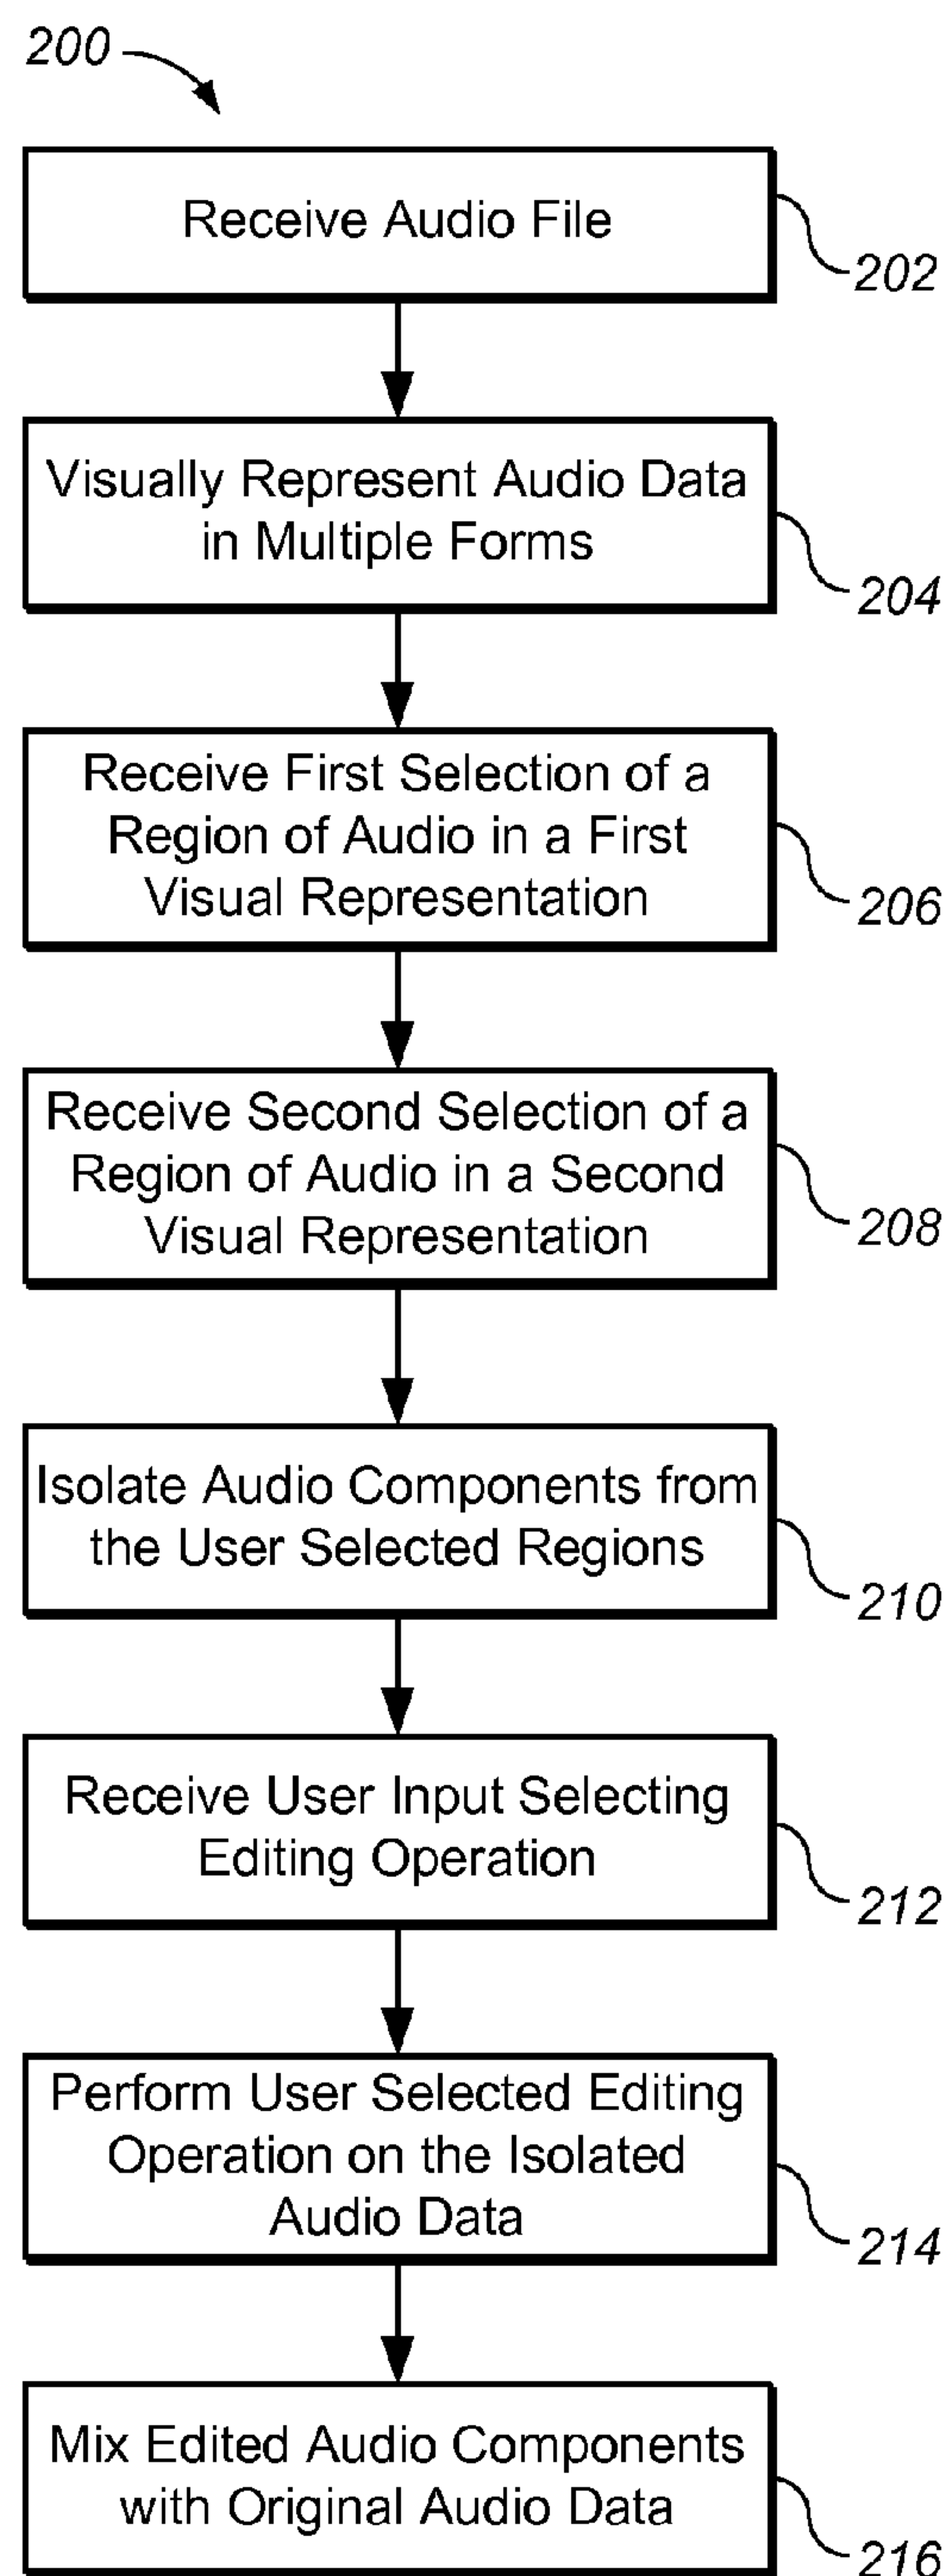 200
Receive Audio File
202
Visually Represent Audio Data
in Multiple Forms
204
Receive First Selection of a
Region of Audio in a First
Visual Representation
206
Receive Second Selection of a
Region of Audio in a Second
Visual Representation
208
Isolate Audio Components from
the User Selected Regions
210
Receive User Input Selecting
Editing Operation
212
Perform User Selected Editing
Operation on the Isolated
Audio Data
214
Mix Edited Audio Components
with Original Audio Data
216